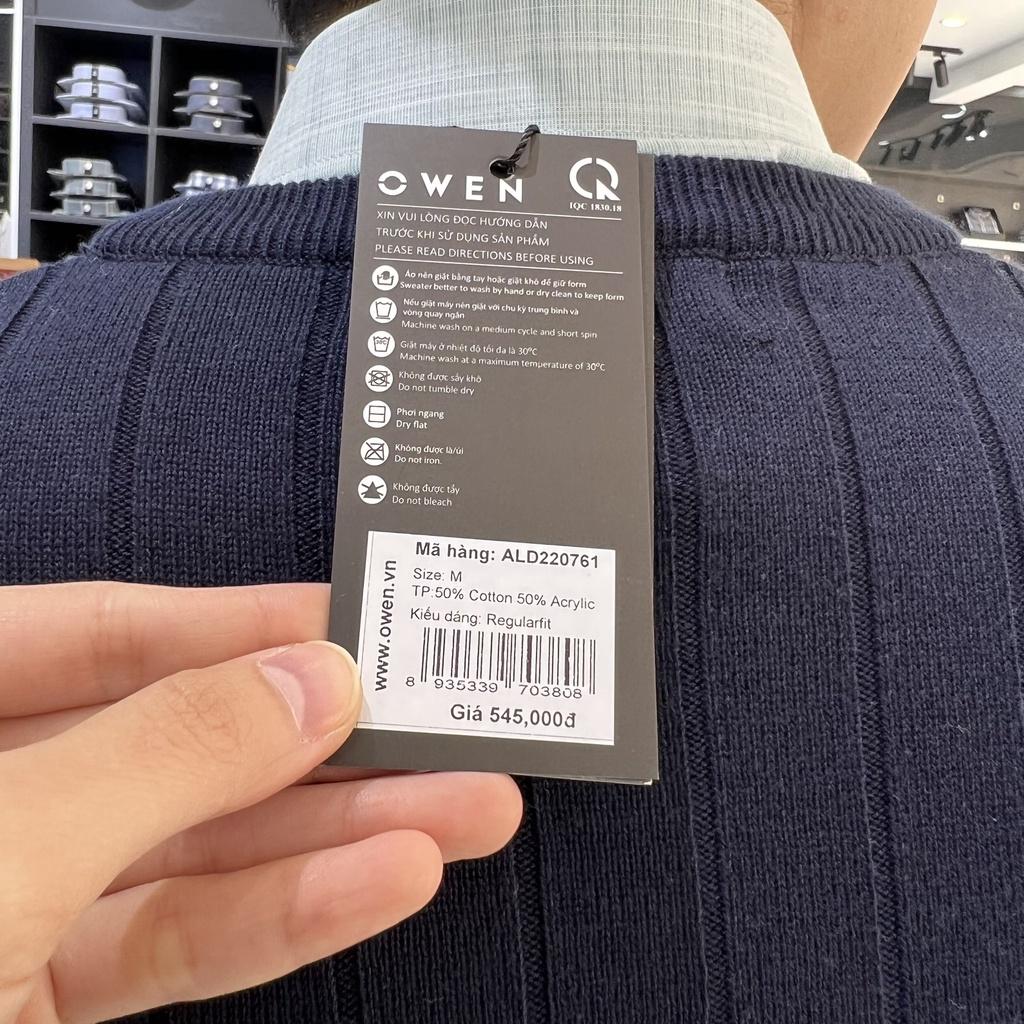 OWEN
IQC 1830.18
XIN VUI LÒNG ĐỌC HƯỚNG DẪN
TRƯỚC KHI SỬ DỤNG SẢN PHẨM
PLEASE READ DIRECTIONS BEFORE USING
Áo nên giặt bằng tay hoặc giặt khô để giữ form
Sweater better to wash by hand or dry clean to keep form
Nếu giặt máy nên giặt với chu kỳ trung bình và
vòng quay ngắn
Machine wash on a medium cycle and short spin
30°C
Giặt máy ở nhiệt độ tối đa là 30°C
Machine wash at a maximum temperature of 30°C
Không được sấy khô
Do not tumble dry
Phơi ngang
Dry flat
Không được là/ủi
Do not iron.
Không được tẩy
Do not bleach
www.owen.vn
Mã hàng: ALD220761
Size: M
TP:50% Cotton 50% Acrylic
Kiểu dáng: Regularfit
8 935339 703808
Giá 545,000đ